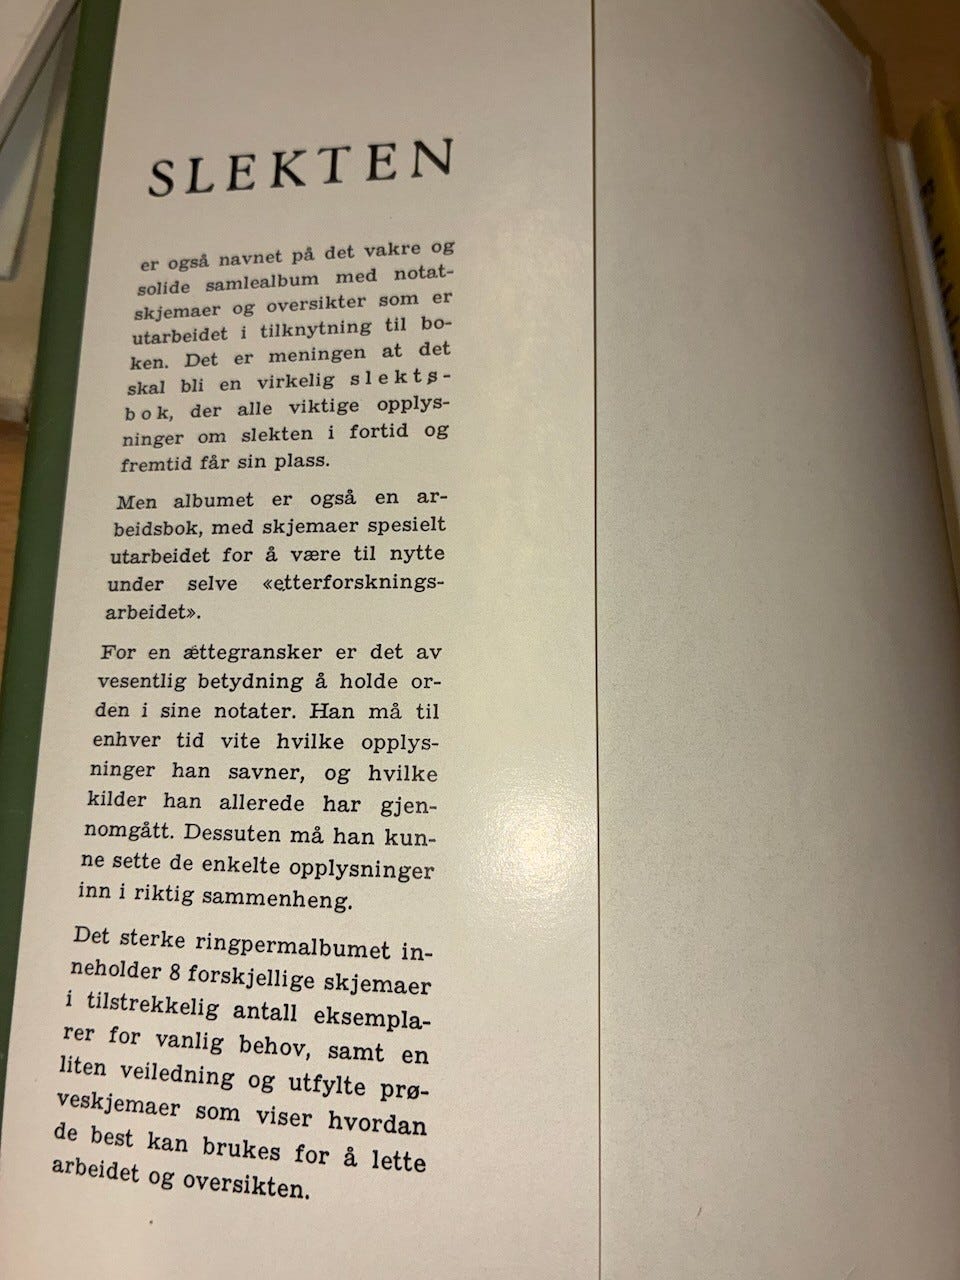 SLEKTEN
er også navnet på det vakre og
solide samlealbum med notat-
skjemaer og oversikter som er
utarbeidet i tilknytning til bo-
ken. Det er meningen at det
skal bli en virkelig slekts-
bok, der alle viktige opplys-
ninger om slekten i fortid og
fremtid får sin plass.
Men albumet er også en ar-
beidsbok, med skjemaer spesielt
utarbeidet for å være til nytte
under selve «etterforsknings-
arbeidet».
For en ættegransker er det av
vesentlig betydning å holde or-
den i sine notater. Han må til
enhver tid vite hvilke opplys-
ninger han savner, og hvilke
kilder han allerede har gjen-
nomgått. Dessuten må han kun-
ne sette de enkelte opplysninger
inn i riktig sammenheng.
Det sterke ringpermalbumet in-
neholder 8 forskjellige skjemaer
i tilstrekkelig antall eksempla-
rer for vanlig behov, samt en
liten veiledning og utfylte prø-
veskjemaer som viser hvordan
de best kan brukes for å lette
arbeidet og oversikten.